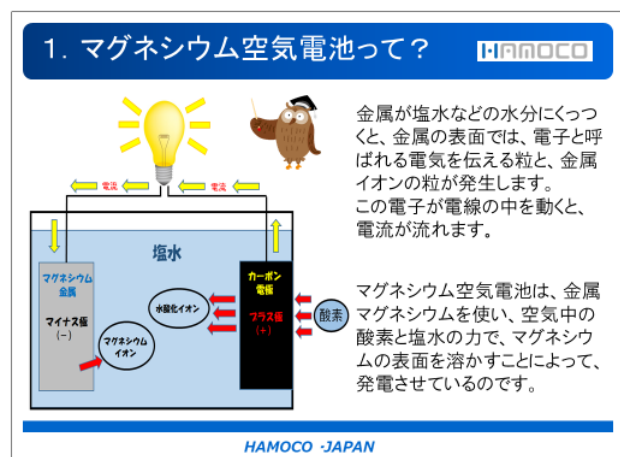 1. マグネシウム空気電池って？
HAMOCO
金属が塩水などの水分にくっつ
くと、金属の表面では、電子と呼
ばれる電気を伝える粒と、金属
イオンの粒が発生します。
この電子が電線の中を動くと、
電流が流れます。
電流
電流
塩水
マグネシウム
金属
マイナス極
(－)
マグネシウム
イオン
水酸化イオン
カーボン
電極
プラス極
(+)
酸素
マグネシウム空気電池は、金属
マグネシウムを使い、空気中の
酸素と塩水の力で、マグネシウ
ムの表面を溶かすことによって、
発電させているのです。
HAMOCO ・JAPAN